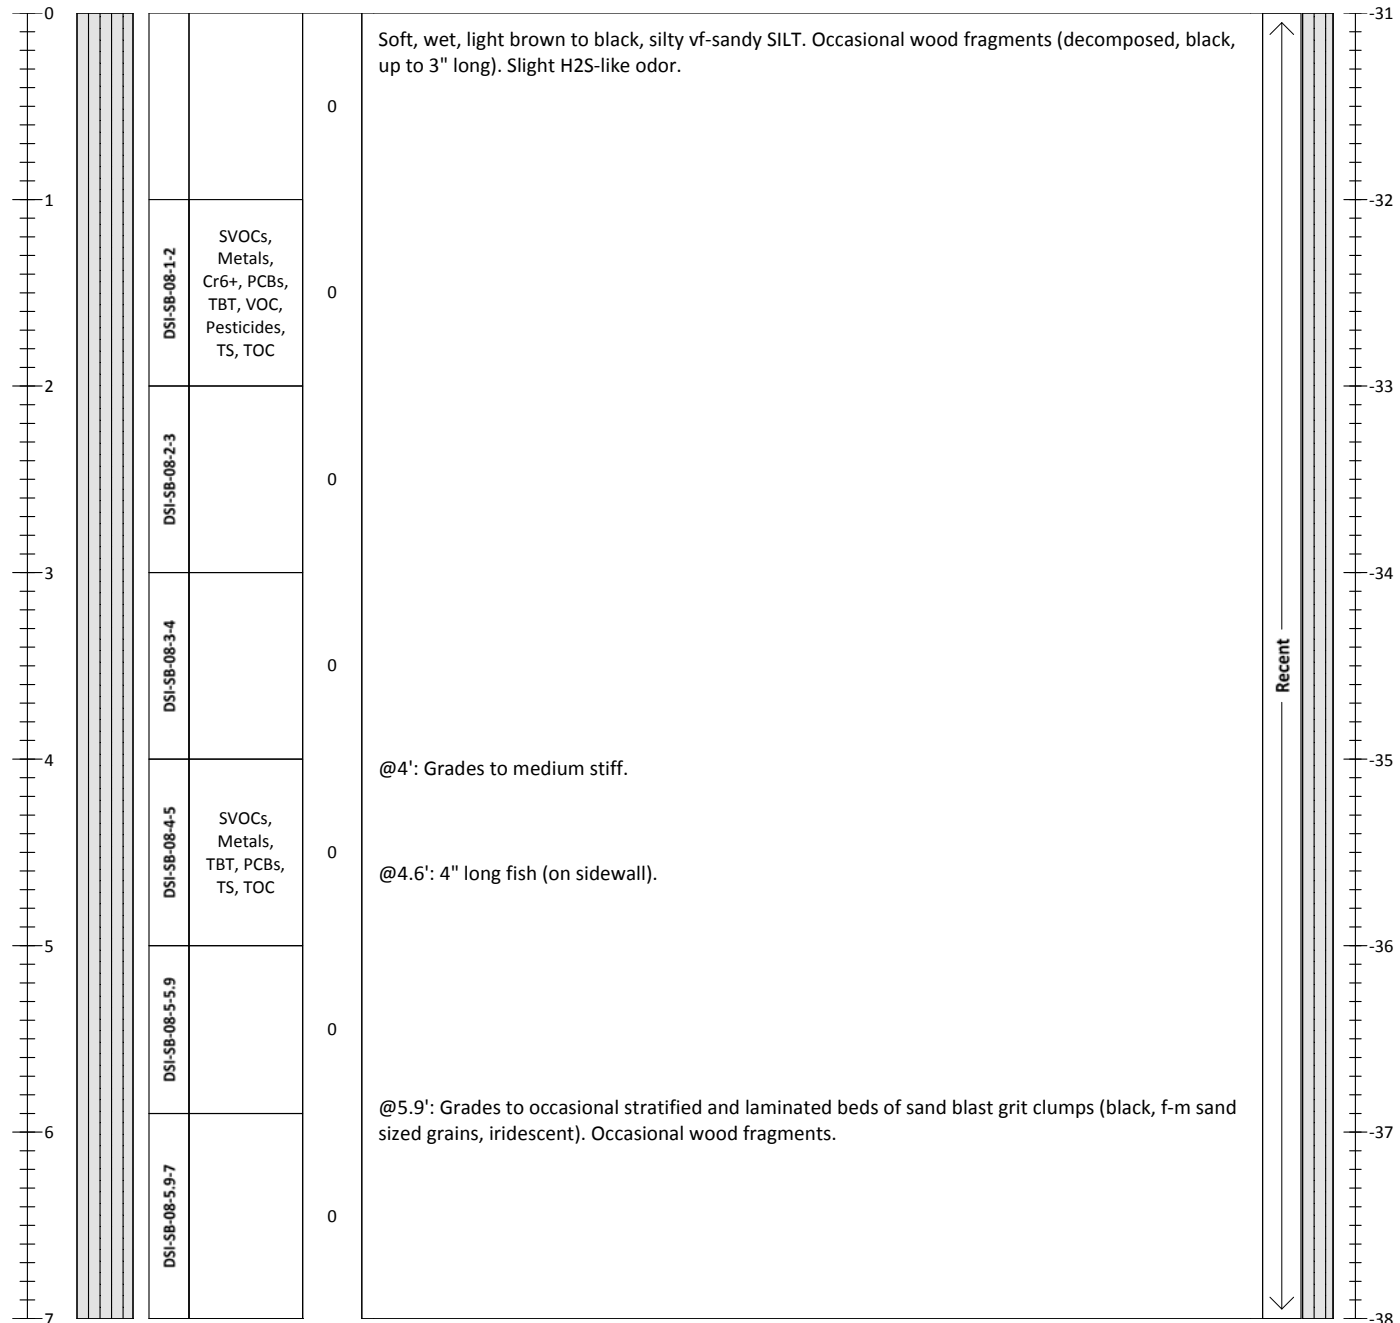 0
-31
Soft, wet, light brown to black, silty vf-sandy SILT. Occasional wood fragments (decomposed, black,
up to 3" long). Slight H2S-like odor.
0
1
-32
DSI-SB-08-1-2
SVOCs,
Metals,
Cr6+, PCBs,
TBT, VOC,
Pesticides,
TS, TOC
0
2
-33
DSI-SB-08-2-3
0
3
-34
DSI-SB-08-3-4
0
Recent
4
-35
@4': Grades to medium stiff.
DSI-SB-08-4-5
SVOCs,
Metals,
TBT, PCBs,
TS, TOC
0
@4.6': 4" long fish (on sidewall).
5
-36
DSI-SB-08-5-5.9
0
@5.9': Grades to occasional stratified and laminated beds of sand blast grit clumps (black, f-m sand
sized grains, iridescent). Occasional wood fragments.
6
-37
DSI-SB-08-5.9-7
0
7
-38